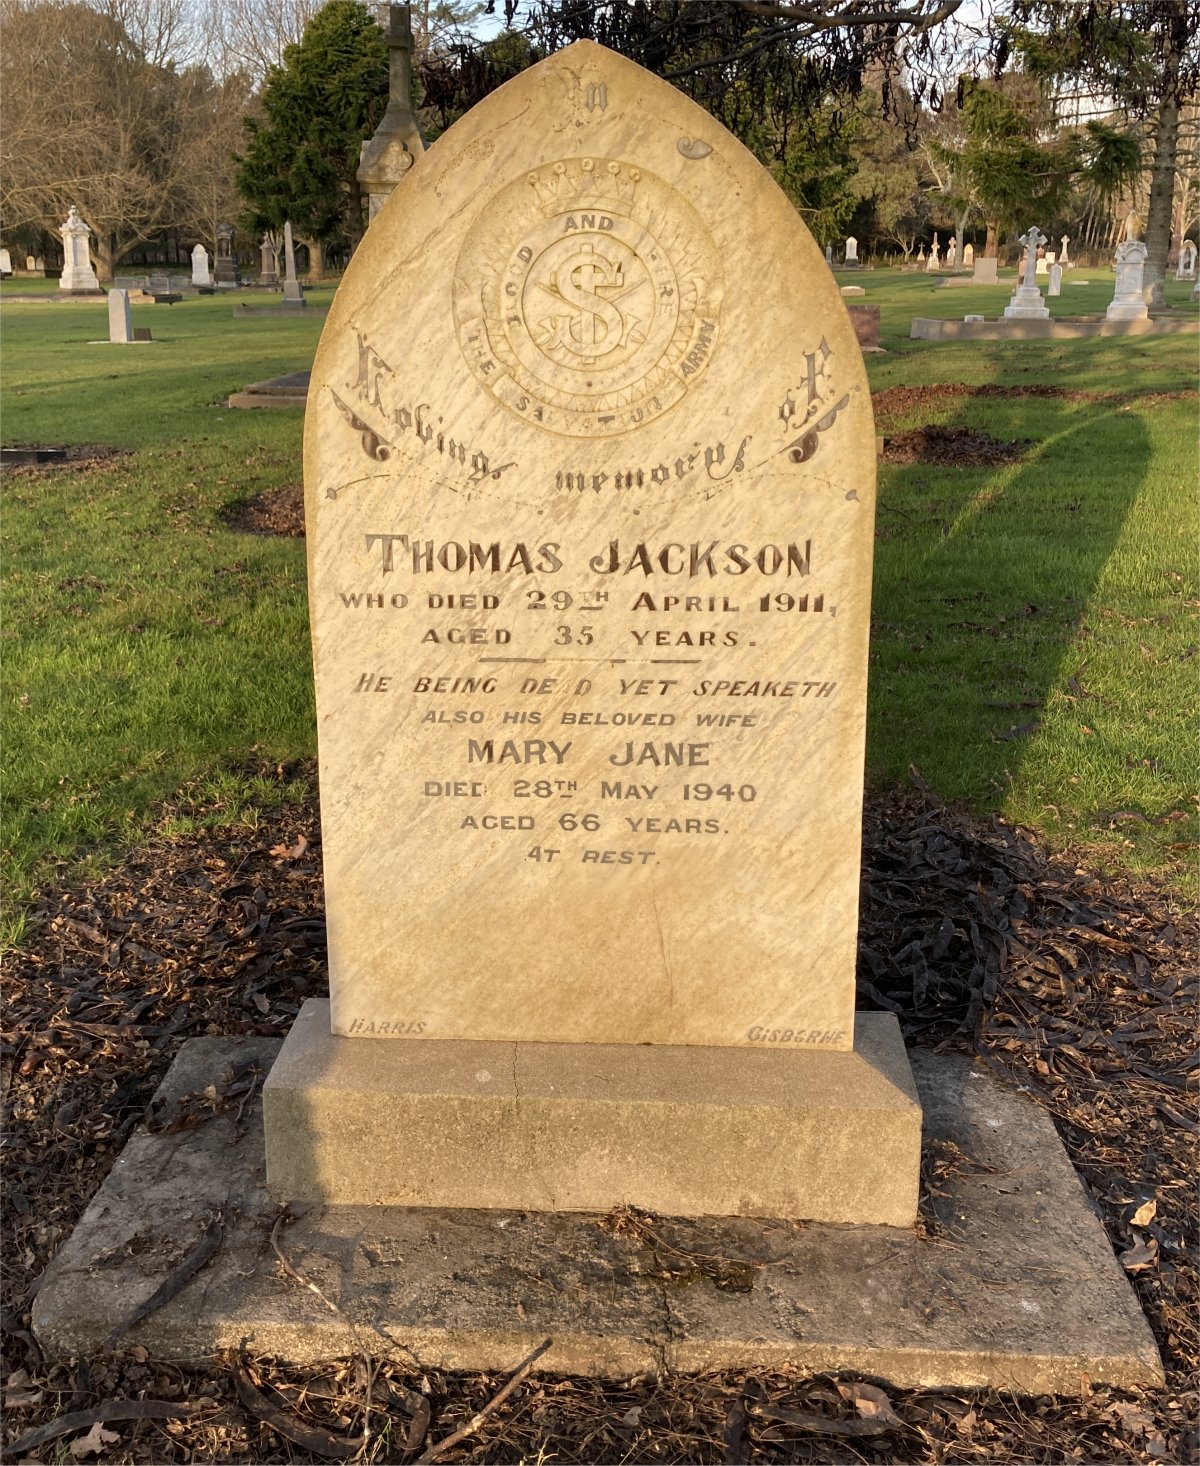 In
BLOOD AND FIRE
S
THE SALVATION ARMY
Loving memory of
THOMAS JACKSON
WHO DIED 29TH APRIL 1911,
AGED 35 YEARS.
HE BEING DEAD YET SPEAKETH
ALSO HIS BELOVED WIFE
MARY JANE
DIED 28TH MAY 1940
AGED 66 YEARS.
AT REST.
HARRIS GISBORNE